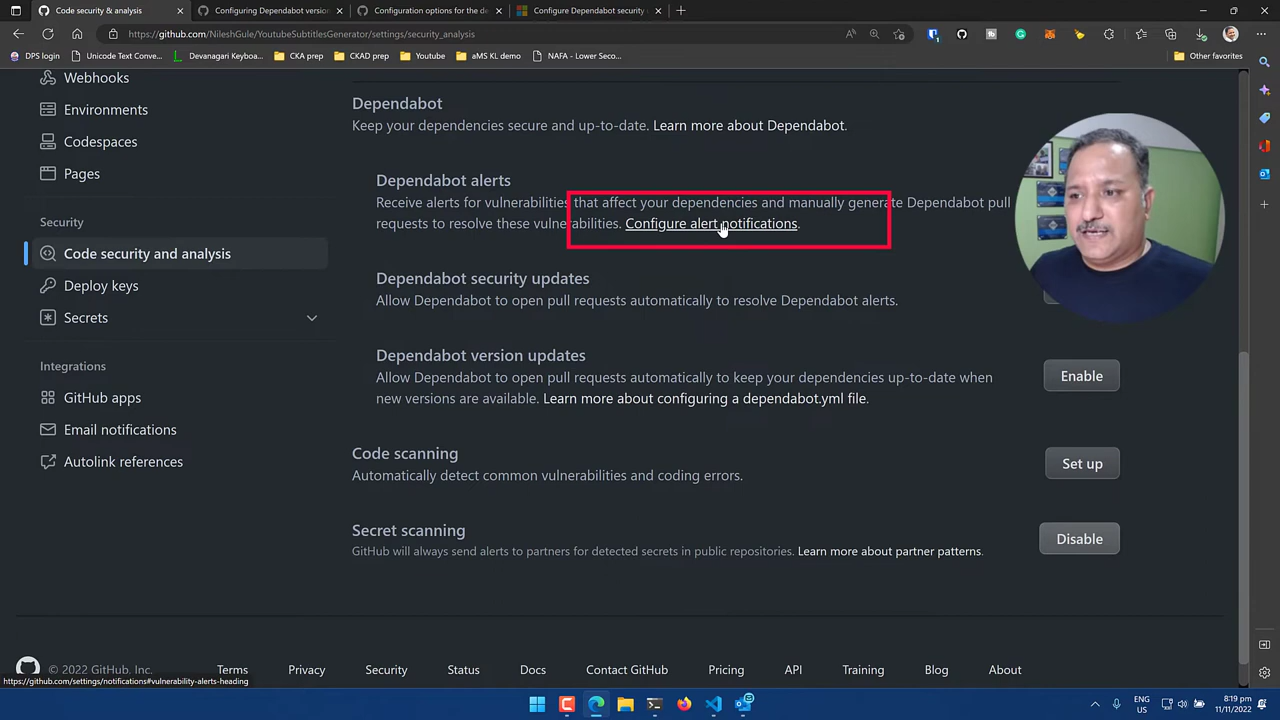 Code security & analysis
Configuring Dependabot version
Configuration options for the de
Configure Dependabot security
https://github.com/NileshGule/YoutubeSubtitlesGenerator/settings/security_analysis
DPS login
Unicode Text Conver...
Devanagari Keyboa...
CKA prep
CKAD prep
Youtube
aMS KL demo
NAFA - Lower Seco...
Other favorites
Webhooks
Environments
Codespaces
Pages
Security
Code security and analysis
Deploy keys
Secrets
Integrations
GitHub apps
Email notifications
Autolink references
Dependabot
Keep your dependencies secure and up-to-date. Learn more about Dependabot.
Dependabot alerts
Receive alerts for vulnerabilities that affect your dependencies and manually generate Dependabot pull
requests to resolve these vulnerabilities. Configure alert notifications.
Dependabot security updates
Allow Dependabot to open pull requests automatically to resolve Dependabot alerts.
Dependabot version updates
Allow Dependabot to open pull requests automatically to keep your dependencies up-to-date when
new versions are available. Learn more about configuring a dependabot.yml file.
Enable
Code scanning
Automatically detect common vulnerabilities and coding errors.
Set up
Secret scanning
GitHub will always send alerts to partners for detected secrets in public repositories. Learn more about partner patterns.
Disable
© 2022 GitHub, Inc.
Terms
Privacy
Security
Status
Docs
Contact GitHub
Pricing
API
Training
Blog
About
https://github.com/settings/notifications#vulnerability-alerts-heading
ENG
US
8:19 pm
11/11/2022